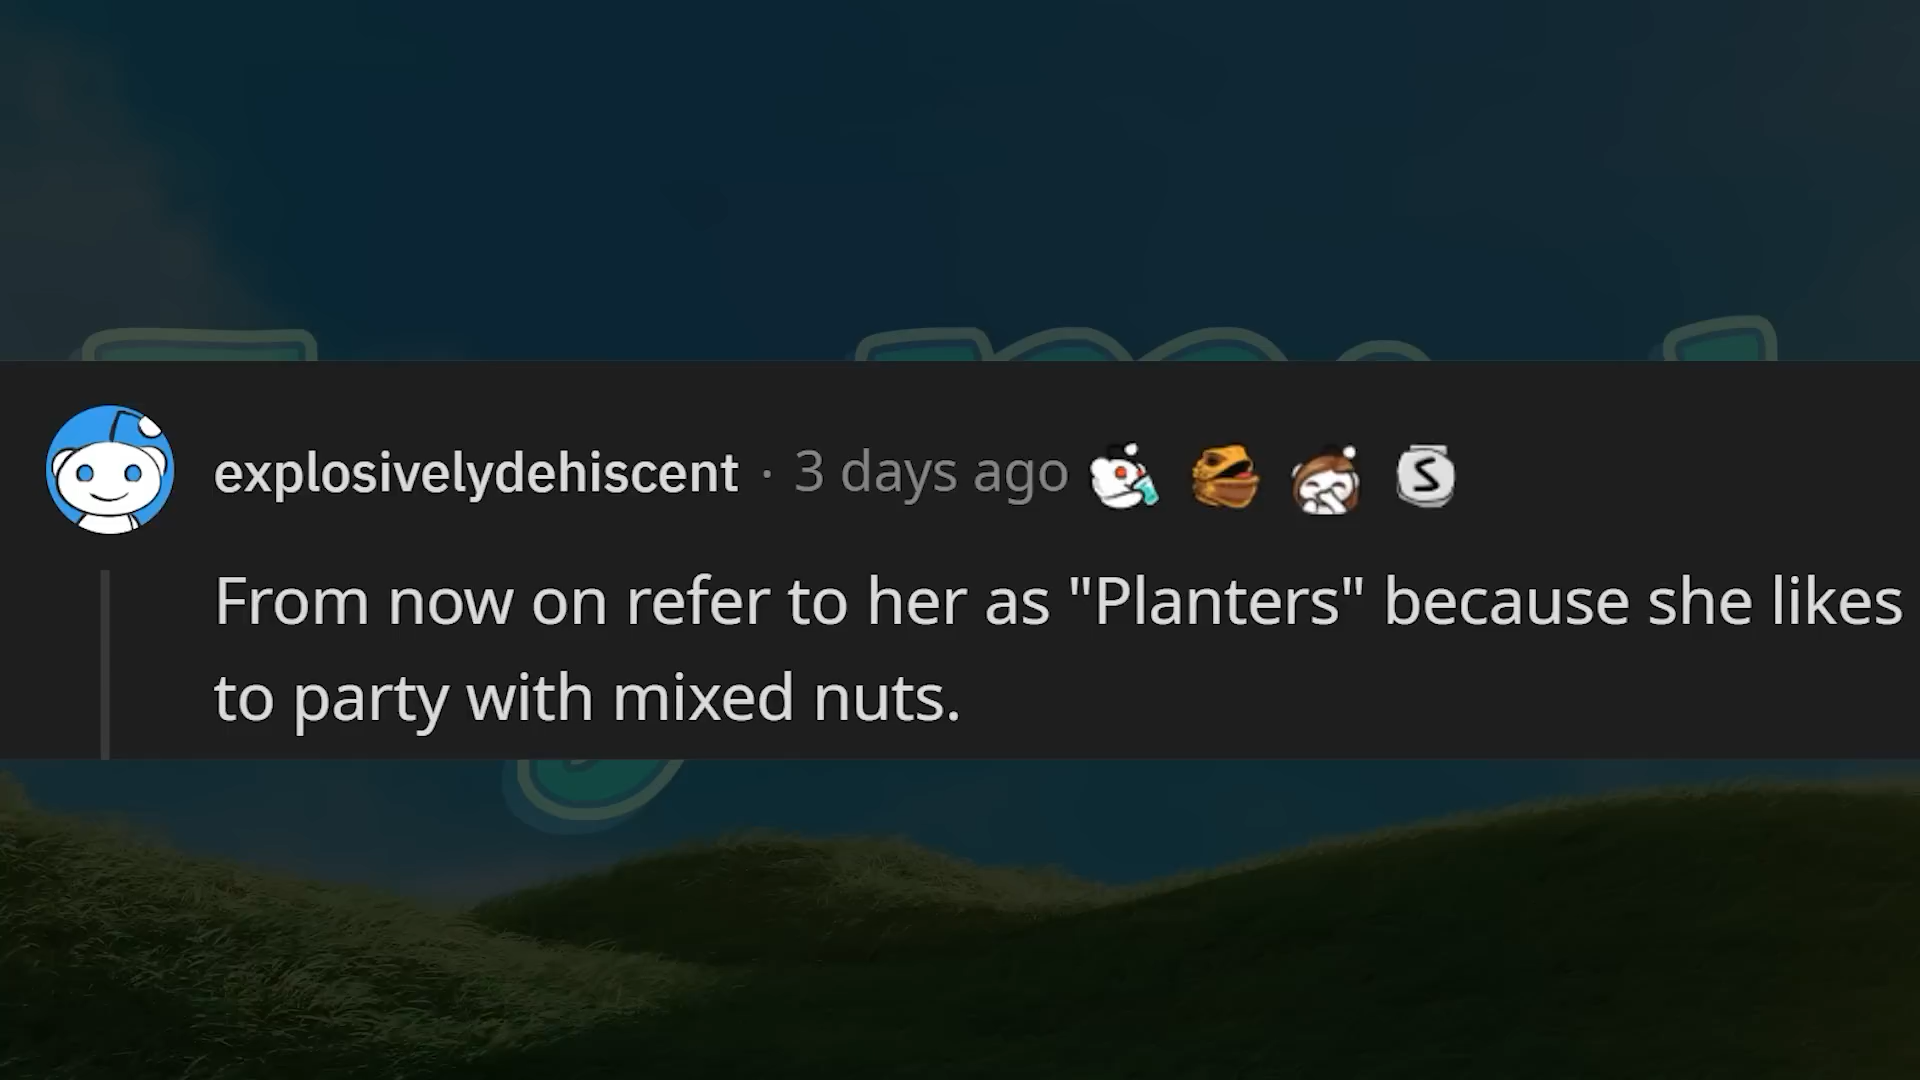 explosivelydehiscent · 3 days ago
From now on refer to her as "Planters" because she likes
to party with mixed nuts.